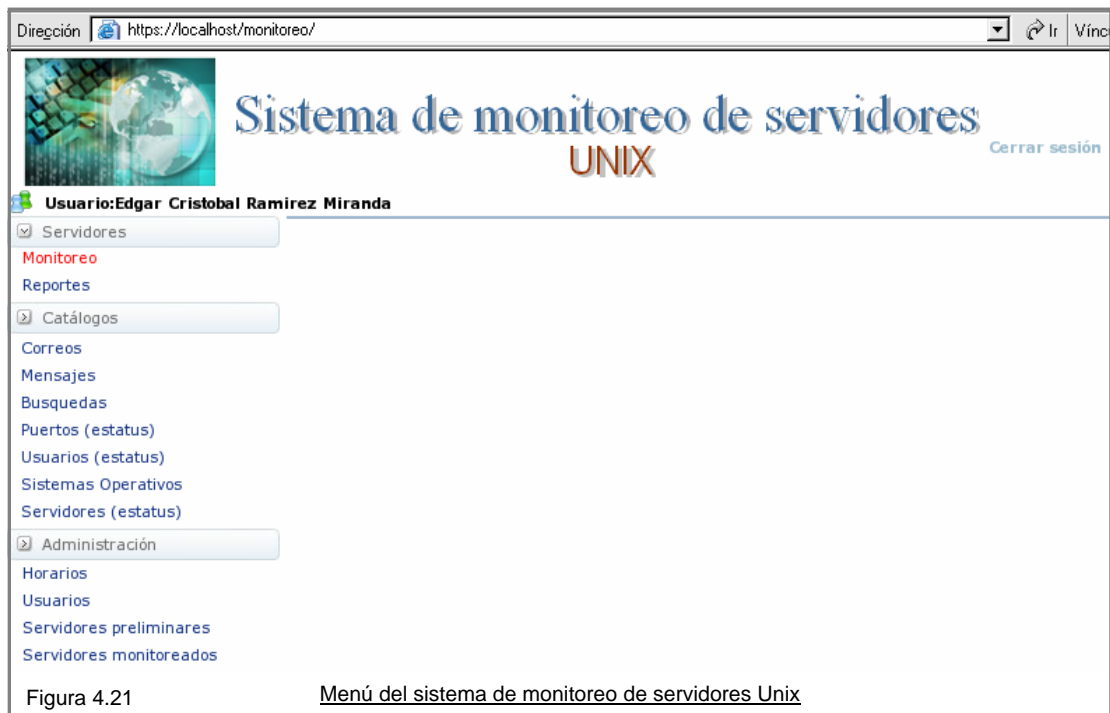 Dirección https://localhost/monitoreo/ Ir Vínc
Sistema de monitoreo de servidores
UNIX
Cerrar sesión
Usuario:Edgar Cristobal Ramirez Miranda
Servidores
Monitoreo
Reportes
Catálogos
Correos
Mensajes
Busquedas
Puertos (estatus)
Usuarios (estatus)
Sistemas Operativos
Servidores (estatus)
Administración
Horarios
Usuarios
Servidores preliminares
Servidores monitoreados
Figura 4.21 Menú del sistema de monitoreo de servidores Unix